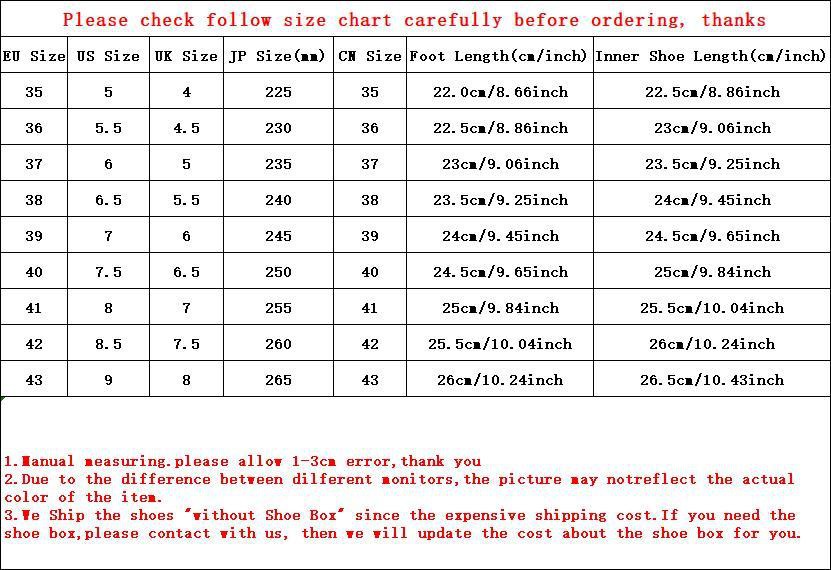 Please check follow size chart carefully before ordering, thanks
EU Size US Size UK Size JP Size(mm) CN Size Foot Length(cm/inch) Inner Shoe Length(cm/inch)
35 5 4 225 35 22.0cm/8.66inch 22.5cm/8.86inch
36 5.5 4.5 230 36 22.5cm/8.86inch 23cm/9.06inch
37 6 5 235 37 23cm/9.06inch 23.5cm/9.25inch
38 6.5 5.5 240 38 23.5cm/9.25inch 24cm/9.45inch
39 7 6 245 39 24cm/9.45inch 24.5cm/9.65inch
40 7.5 6.5 250 40 24.5cm/9.65inch 25cm/9.84inch
41 8 7 255 41 25cm/9.84inch 25.5cm/10.04inch
42 8.5 7.5 260 42 25.5cm/10.04inch 26cm/10.24inch
43 9 8 265 43 26cm/10.24inch 26.5cm/10.43inch
1.Manual measuring.please allow 1-3cm error,thank you
2.Due to the difference between dilferent monitors,the picture may notreflect the actual
color of the item.
3.We Ship the shoes "without Shoe Box" since the expensive shipping cost.If you need the
shoe box,please contact with us, then we will update the cost about the shoe box for you.